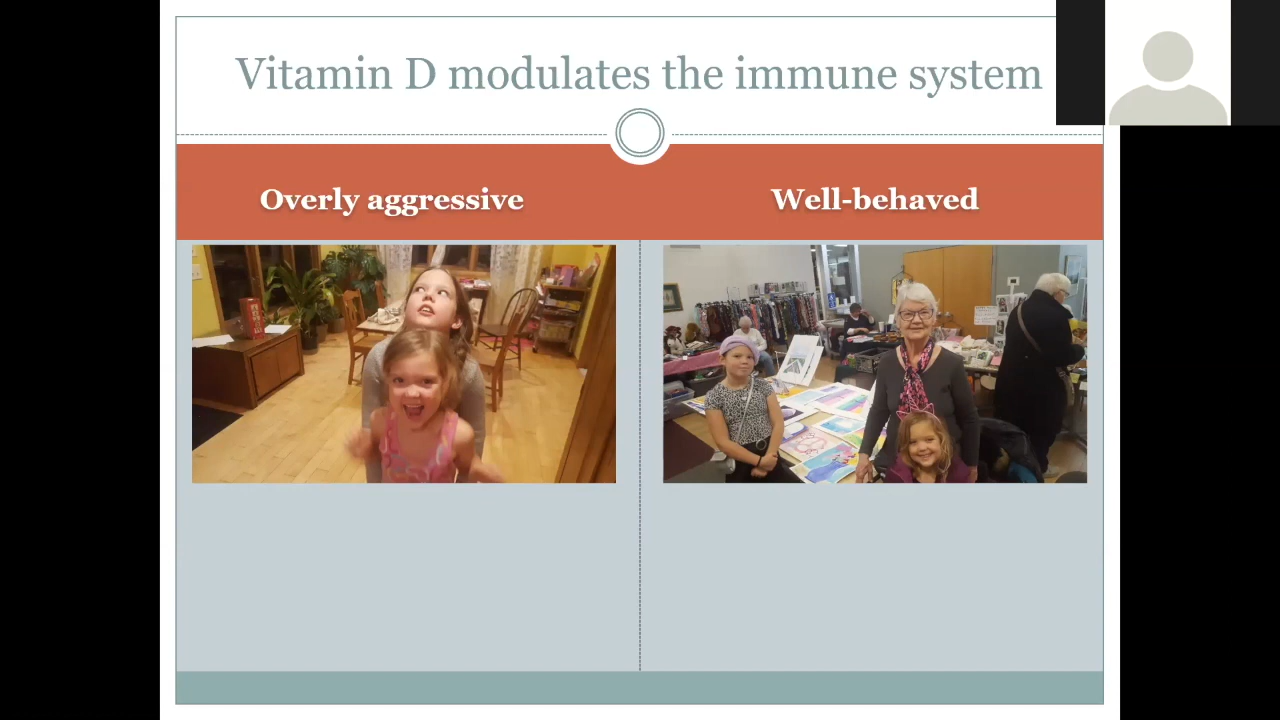 Vitamin D modulates the immune system
Overly aggressive
Well-behaved